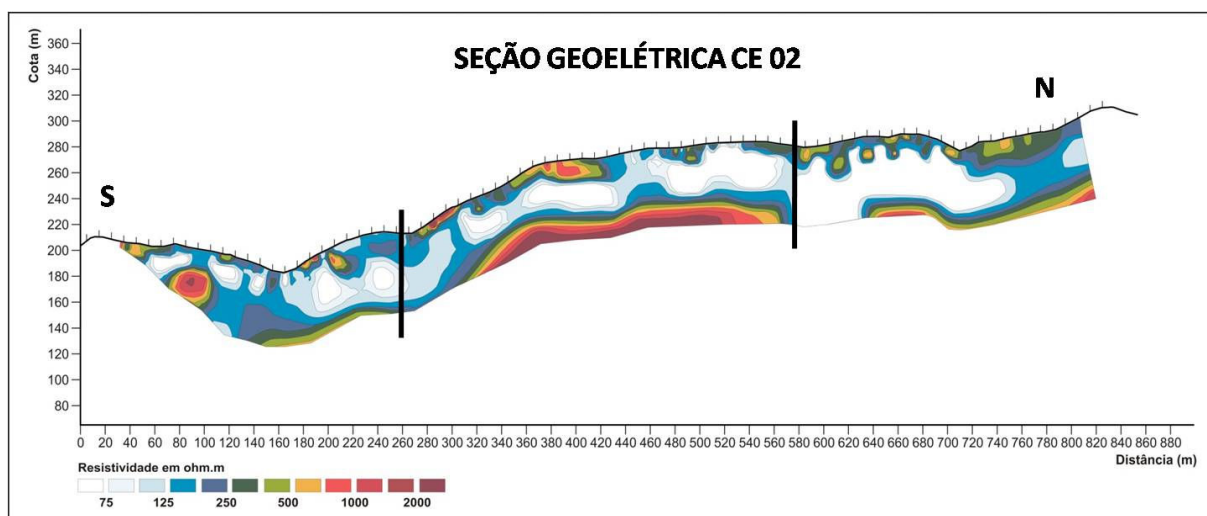 SEÇÃO GEOELÉTRICA CE 02
Cota (m)
360
340
320
300
280
260
240
220
200
180
160
140
120
100
80
S
N
0 20 40 60 80 100 120 140 160 180 200 220 240 260 280 300 320 340 360 380 400 420 440 460 480 500 520 540 560 580 600 620 640 660 680 700 720 740 760 780 800 820 840 860 880
Distância (m)
Resistividade em ohm.m
75 125 250 500 1000 2000